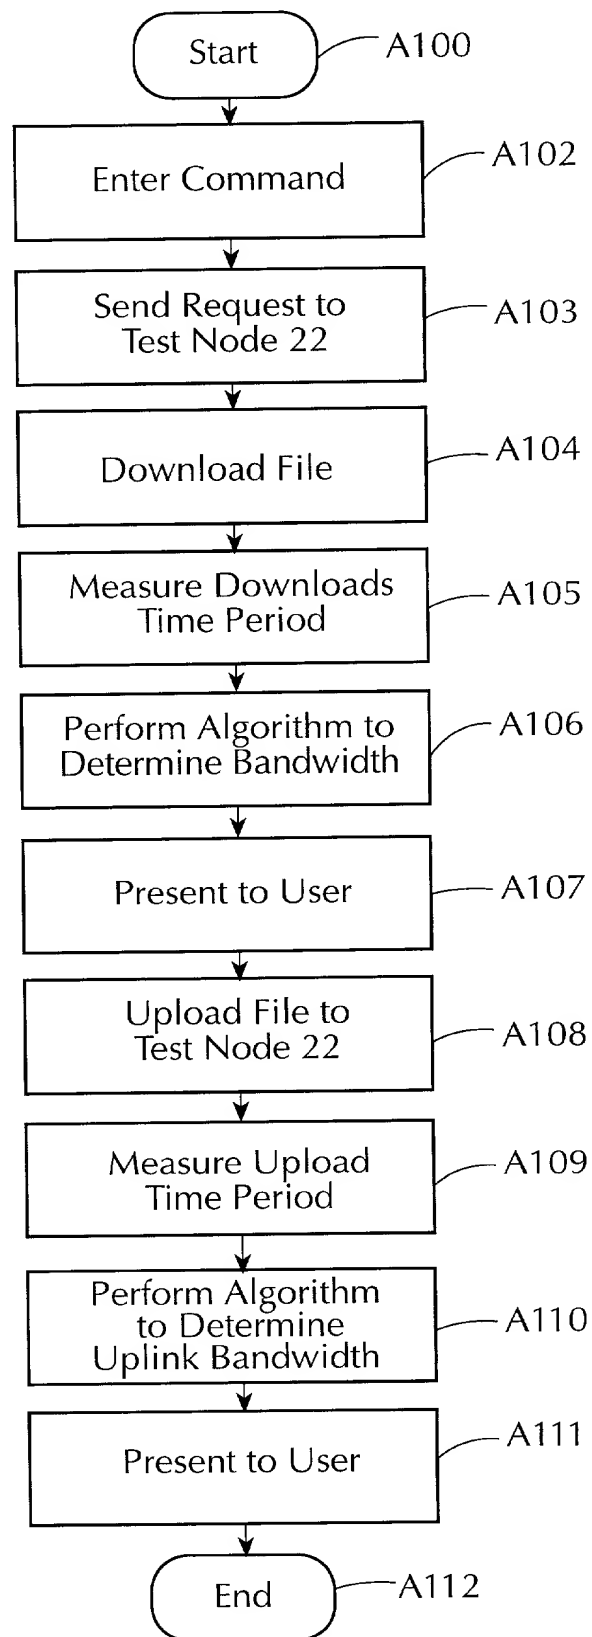 Start
A100
Enter Command
A102
Send Request to
Test Node 22
A103
Download File
A104
Measure Downloads
Time Period
A105
Perform Algorithm to
Determine Bandwidth
A106
Present to User
A107
Upload File to
Test Node 22
A108
Measure Upload
Time Period
A109
Perform Algorithm
to Determine
Uplink Bandwidth
A110
Present to User
A111
End
A112